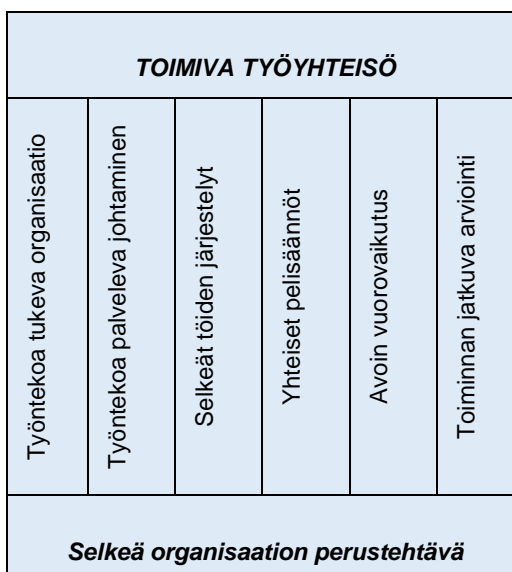 TOIMIVA TYÖYHTEISÖ
Työntekoa tukeva organisaatio
Työntekoa palveleva johtaminen
Selkeät töiden järjestelyt
Yhteiset pelisäännöt
Avoin vuorovaikutus
Toiminnan jatkuva arviointi
Selkeä organisaation perustehtävä